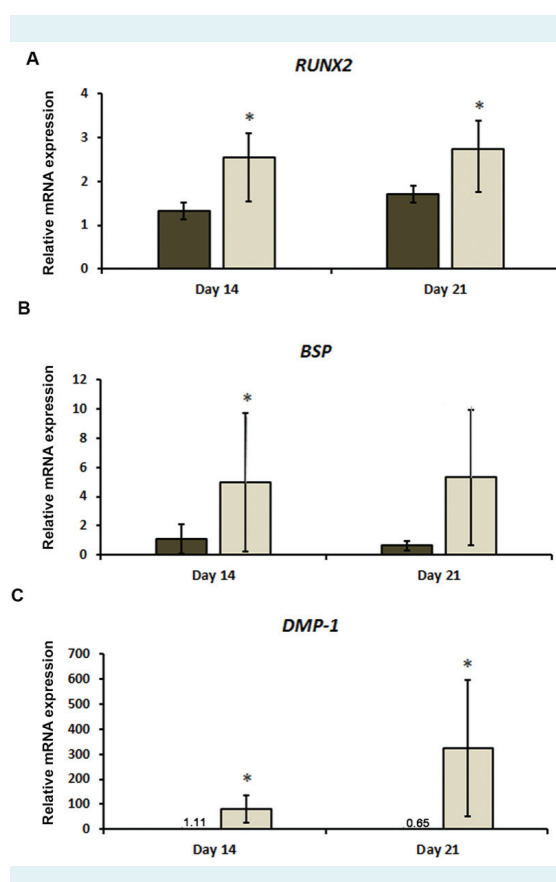 A
RUNX2
Relative mRNA expression
4
3
2
1
0
*
*
Day 14
Day 21
B
BSP
Relative mRNA expression
12
10
8
6
4
2
0
*
Day 14
Day 21
C
DMP-1
Relative mRNA expression
700
600
500
400
300
200
100
0
*
*
1.11
0.65
Day 14
Day 21